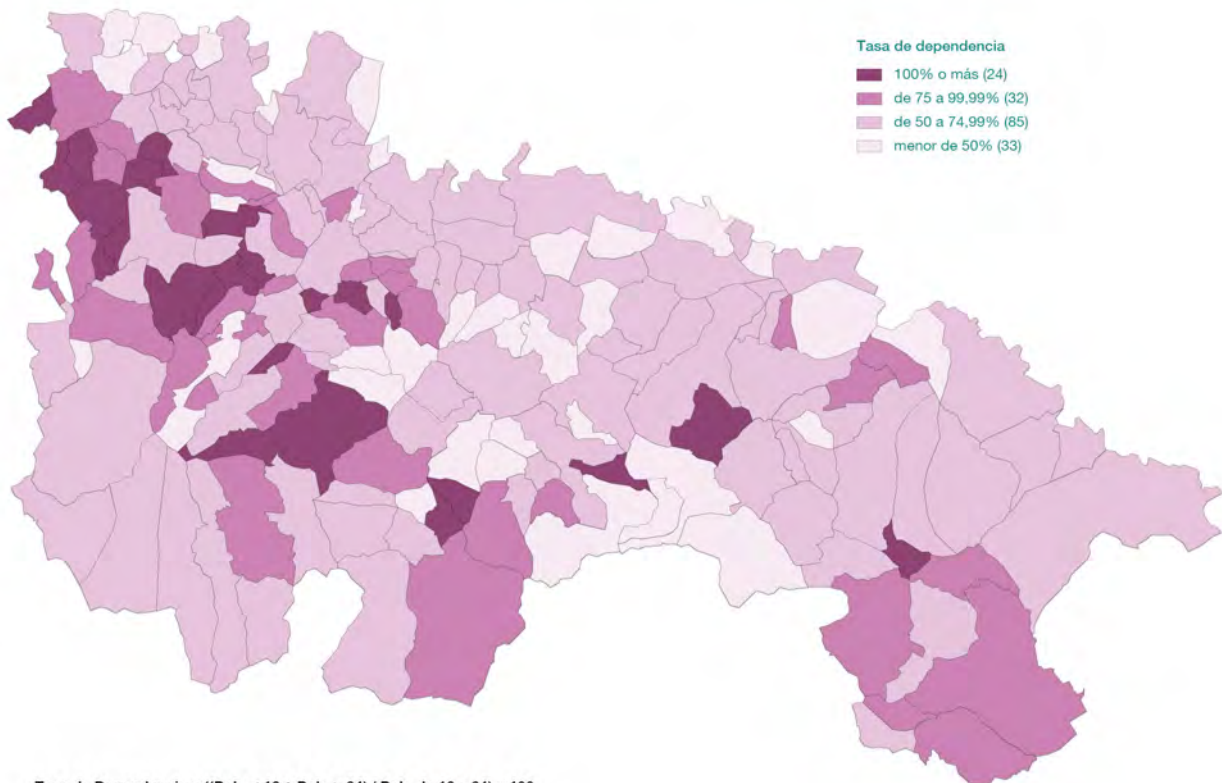 Tasa de dependencia
100% o más (24)
de 75 a 99,99% (32)
de 50 a 74,99% (85)
menor de 50% (33)